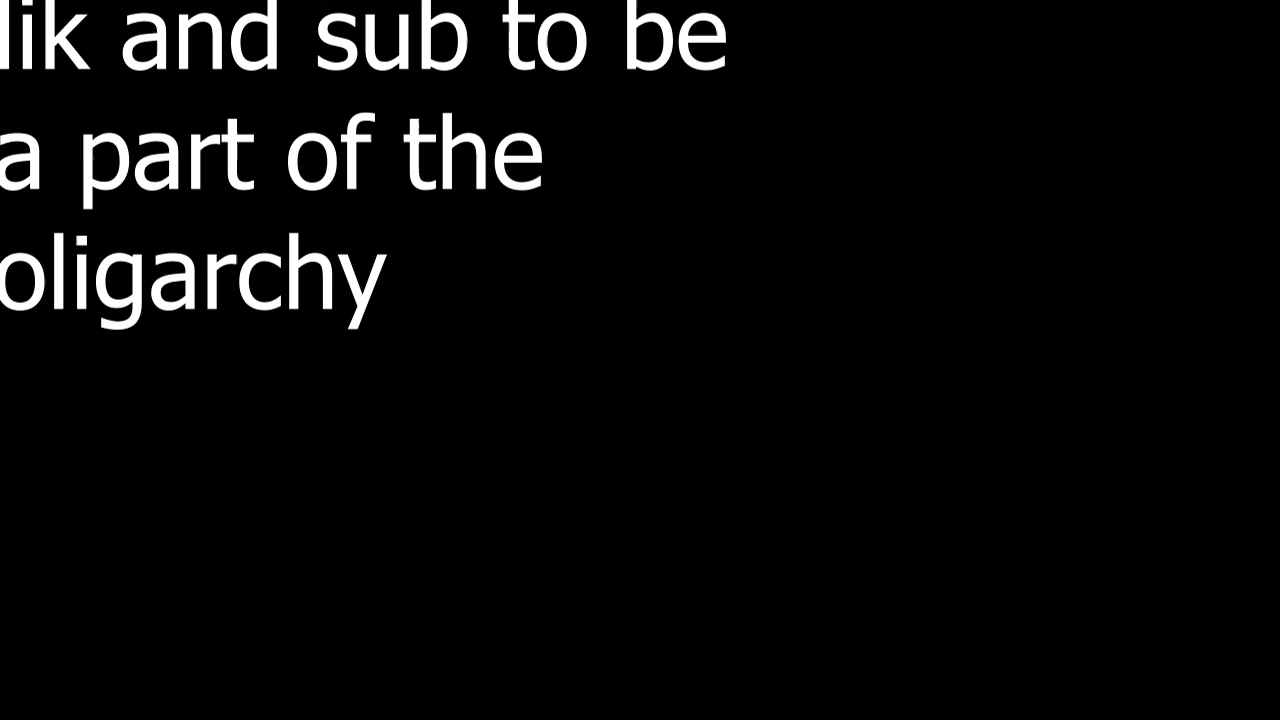 lik and sub to be
a part of the
oligarchy